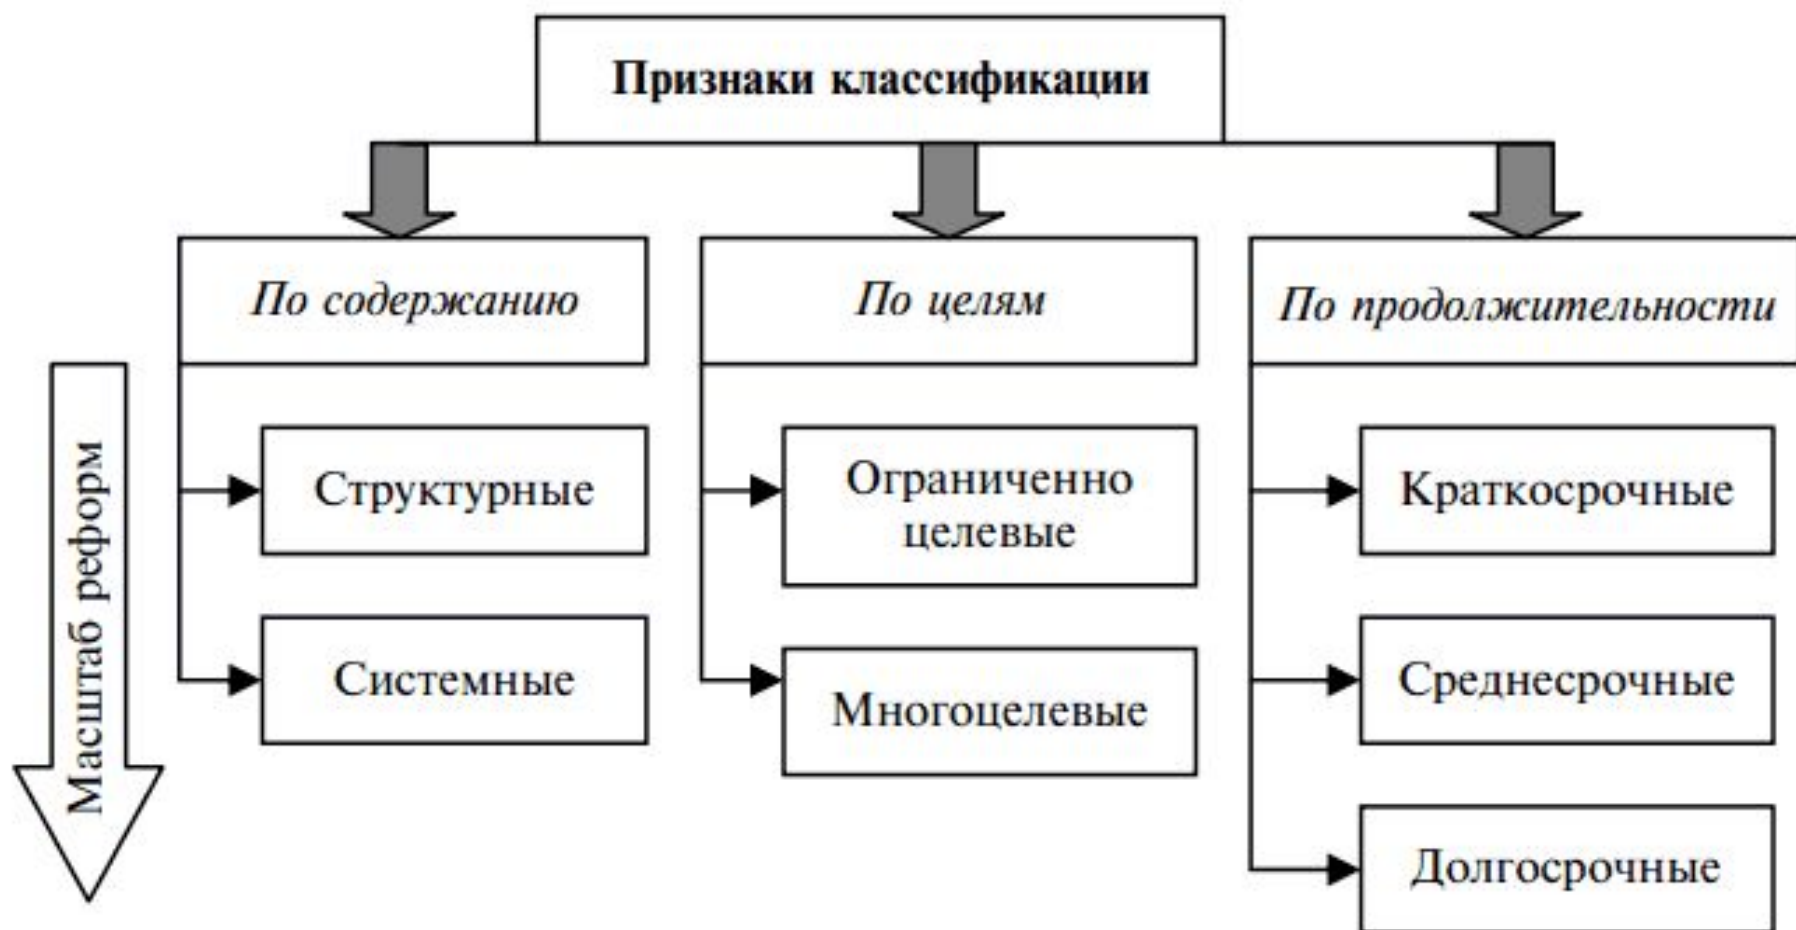 Признаки классификации
По содержанию
По целям
По продолжительности
Масштаб реформ
Структурные
Системные
Ограниченно
целевые
Многоцелевые
Краткосрочные
Среднесрочные
Долгосрочные